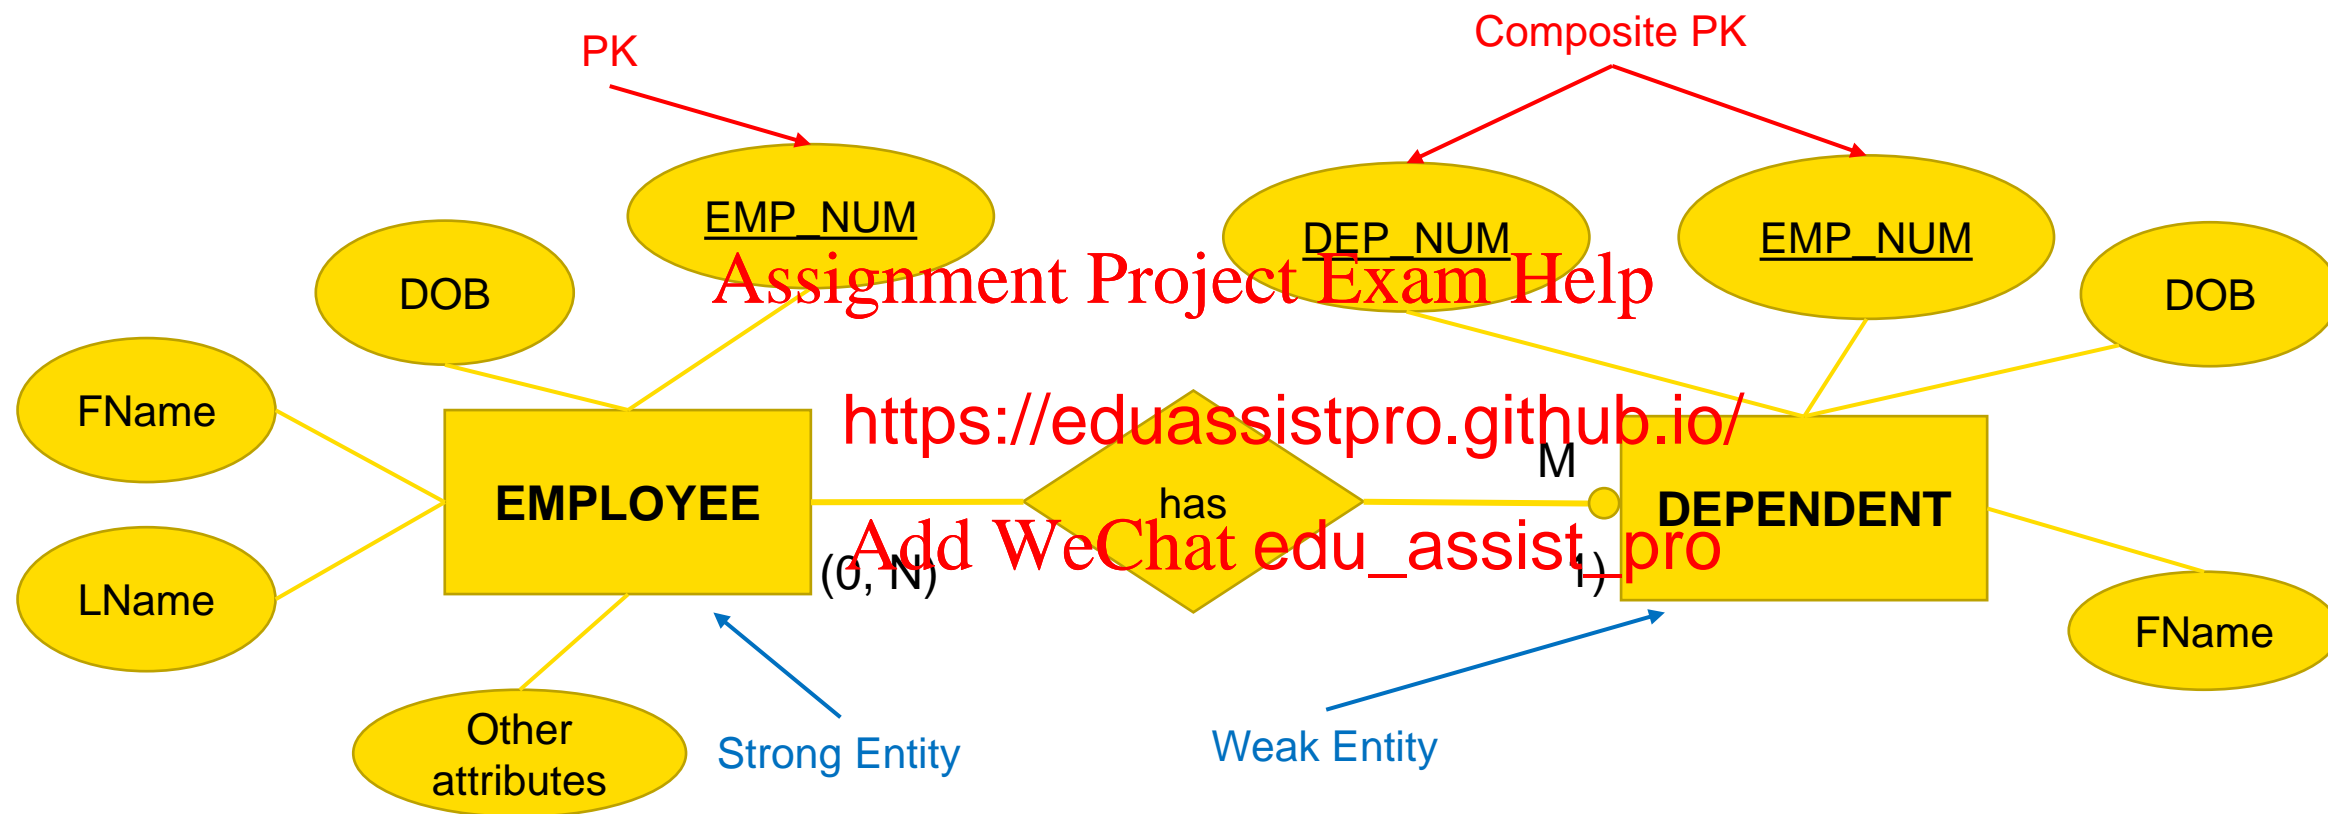 PK
Composite PK
EMP_NUM
DEP_NUM
EMP_NUM
Assignment Project Exam Help
DOB
DOB
FName
https://eduassistpro.github.io/
M
EMPLOYEE
has
DEPENDENT
(0, N)
Add WeChat edu_assist_pro
1)
LName
FName
Other
attributes
Strong Entity
Weak Entity